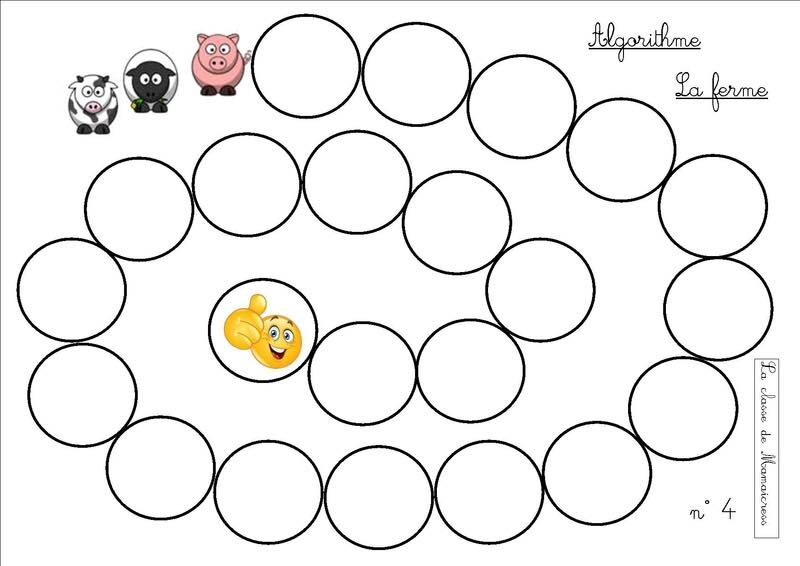 Algorithme
La ferme
La classe de Mamaicress
n° 4